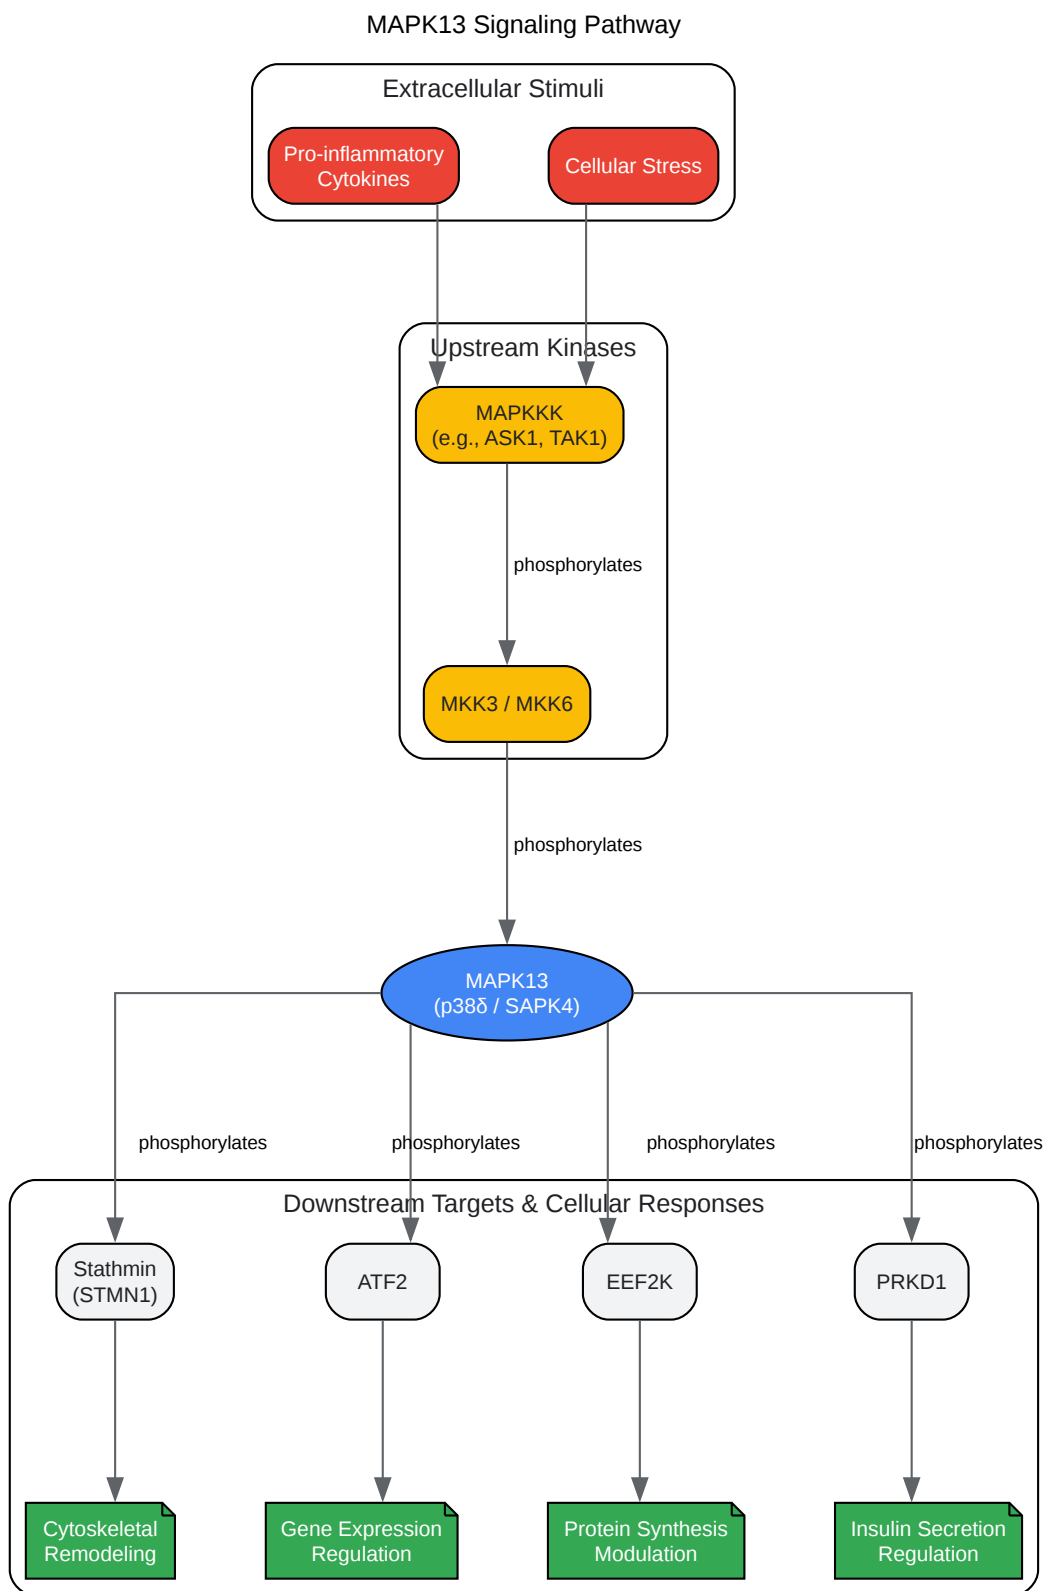 MAPK13 Signaling Pathway
Extracellular Stimuli
Pro-inflammatory
Cytokines
Cellular Stress
Upstream Kinases
MAPKKK
(e.g., ASK1, TAK1)
phosphorylates
MKK3 / MKK6
phosphorylates
MAPK13
(p38δ / SAPK4)
phosphorylates
phosphorylates
phosphorylates
phosphorylates
Downstream Targets & Cellular Responses
Stathmin
(STMN1)
ATF2
EEF2K
PRKD1
Cytoskeletal
Remodeling
Gene Expression
Regulation
Protein Synthesis
Modulation
Insulin Secretion
Regulation